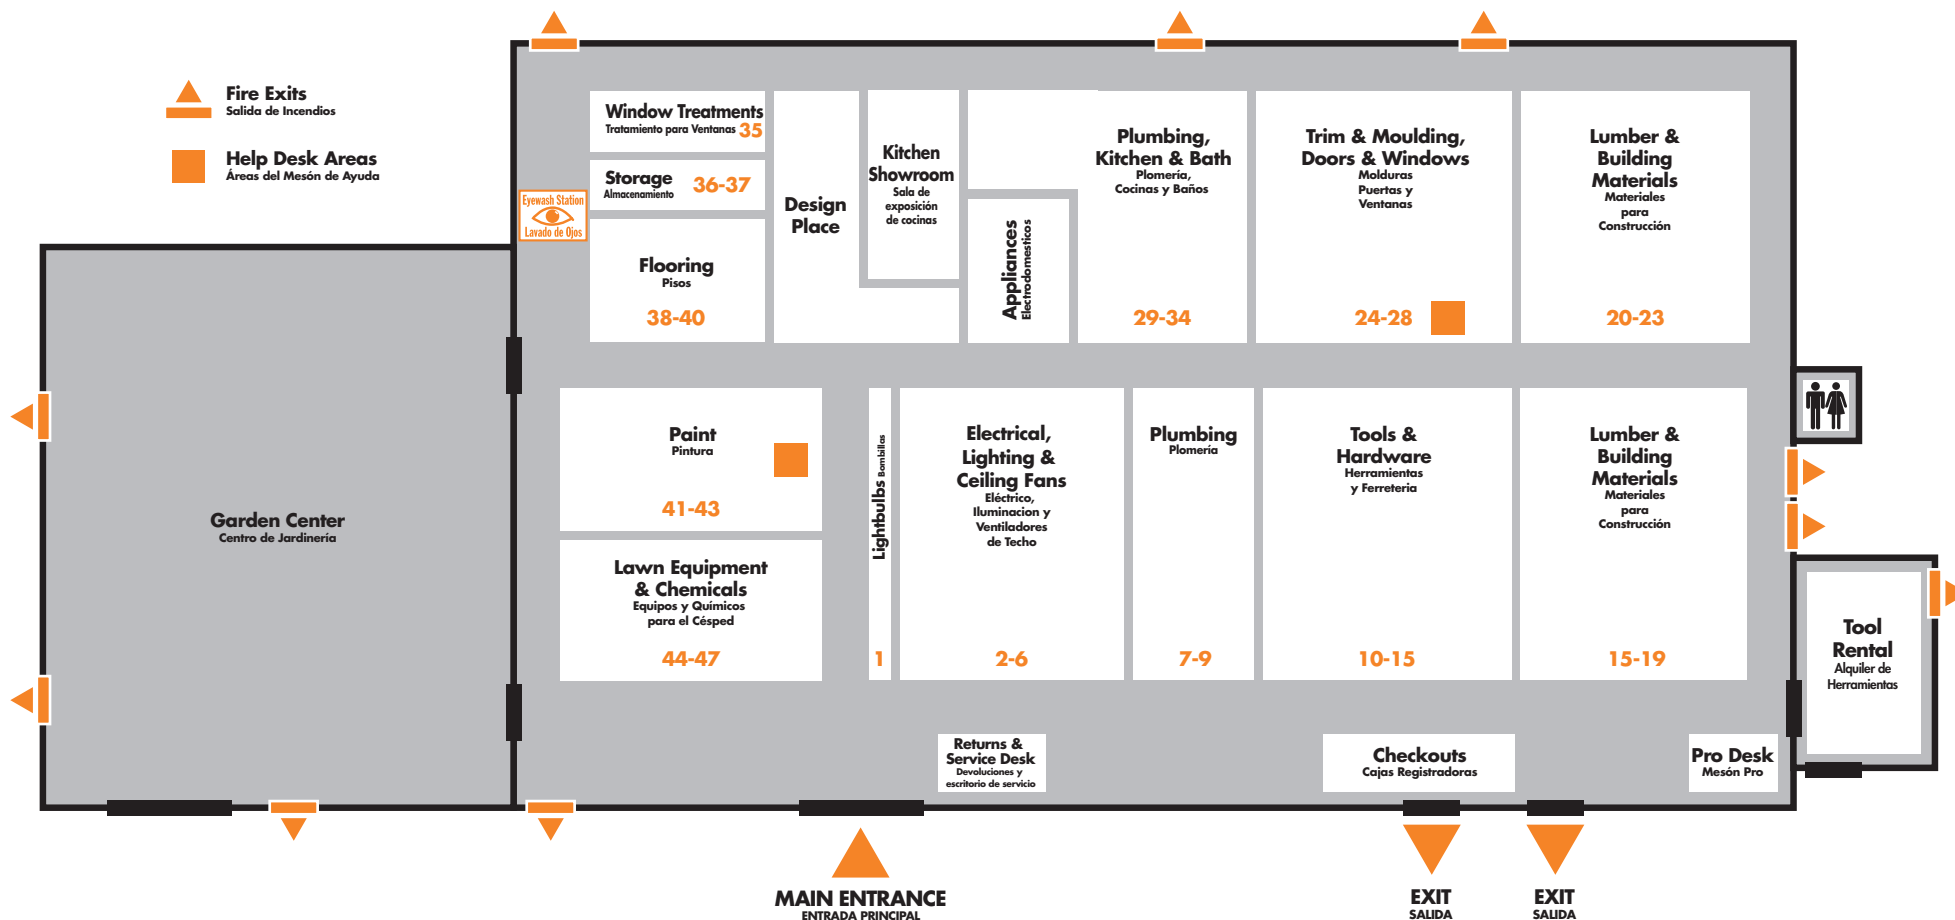 Fire Exits
Salida de Incendios
Help Desk Areas
Áreas del Mesón de Ayuda
Window Treatments
Tratamiento para Ventanas 35
Storage
Almacenamiento
36-37
Eyewash Station
Lavado de Ojos
Flooring
Pisos
38-40
Design
Place
Kitchen
Showroom
Sala de
exposición
de cocinas
Appliances
Electrodomesticos
Plumbing,
Kitchen & Bath
Plomería,
Cocinas y Baños
29-34
Trim & Moulding,
Doors & Windows
Molduras
Puertas y
Ventanas
24-28
Lumber &
Building
Materials
Materiales
para
Construcción
20-23
Garden Center
Centro de Jardinería
Paint
Pintura
41-43
Lawn Equipment
& Chemicals
Equipos y Químicos
para el Césped
44-47
Lightbulbs Bombillas
1
Electrical,
Lighting &
Ceiling Fans
Eléctrico,
Iluminacion y
Ventiladores
de Techo
2-6
Plumbing
Plomería
7-9
Tools &
Hardware
Herramientas
y Ferreteria
10-15
Lumber &
Building
Materials
Materiales
para
Construcción
15-19
Tool
Rental
Alquiler de
Herramientas
Returns &
Service Desk
Devoluciones y
escritorio de servicio
Checkouts
Cajas Registradoras
Pro Desk
Mesón Pro
MAIN ENTRANCE
ENTRADA PRINCIPAL
EXIT
SALIDA
EXIT
SALIDA